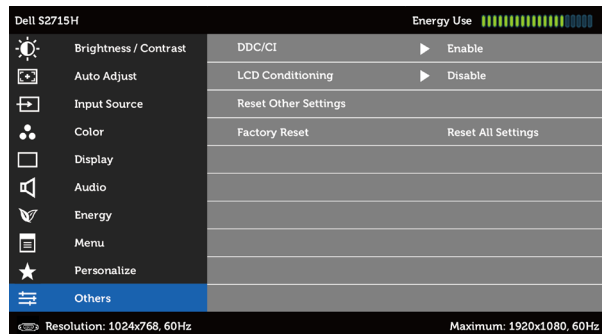 Dell S2715H Energy Use
Brightness / Contrast DDC/CI Enable
Auto Adjust LCD Conditioning Disable
Input Source Reset Other Settings
Color Factory Reset Reset All Settings
Display
Audio
Energy
Menu
Personalize
Others
Resolution: 1024x768, 60Hz Maximum: 1920x1080, 60Hz